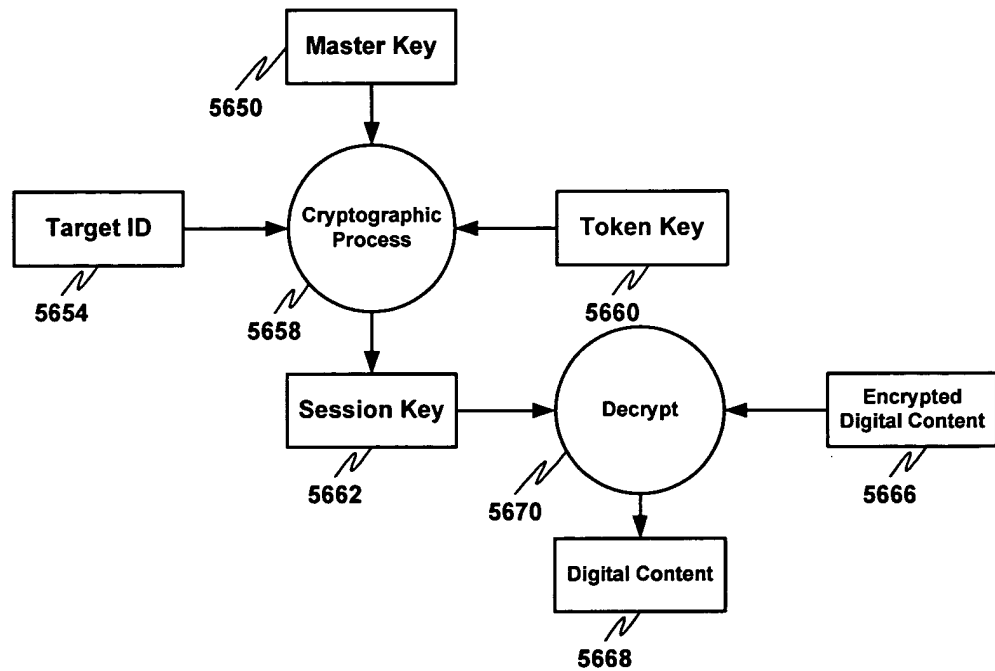 Master Key
5650
Target ID
5654
Cryptographic
Process
5658
Token Key
5660
Session Key
5662
Decrypt
5670
Encrypted
Digital Content
5666
Digital Content
5668